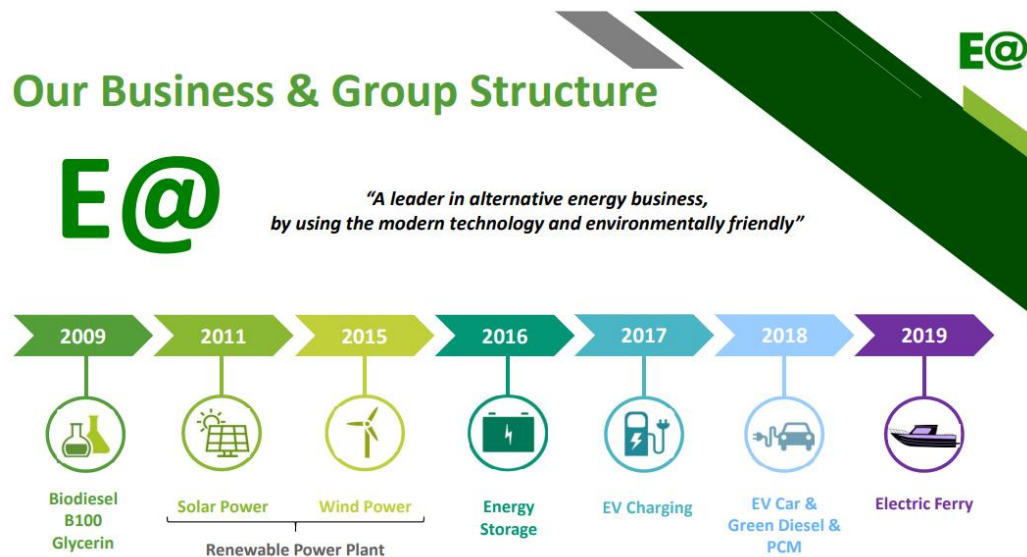 E@
Our Business & Group Structure
E@
“A leader in alternative energy business,
by using the modern technology and environmentally friendly”
2009
2011
2015
2016
2017
2018
2019
Biodiesel
B100
Glycerin
Solar Power
Wind Power
Renewable Power Plant
Energy
Storage
EV Charging
EV Car &
Green Diesel &
PCM
Electric Ferry